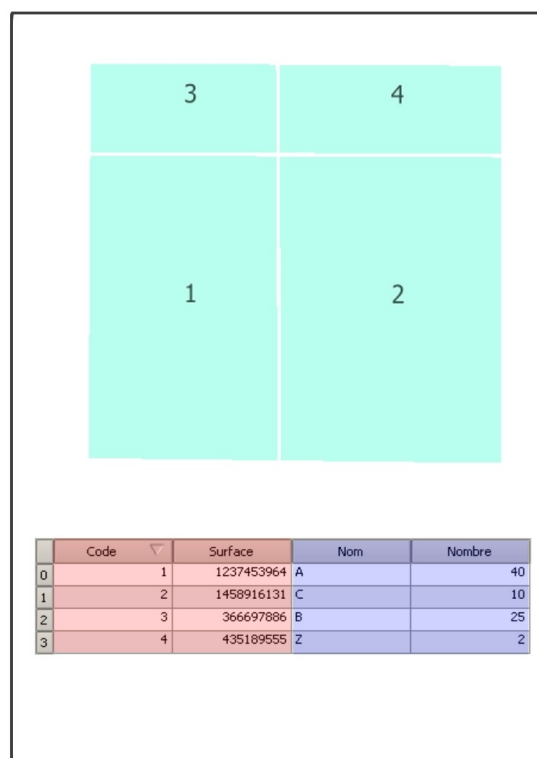 3 4
1 2
Code Surface Nom Nombre
0 1 1237453964 A 40
1 2 1458916131 C 10
2 3 366697886 B 25
3 4 435189555 Z 2